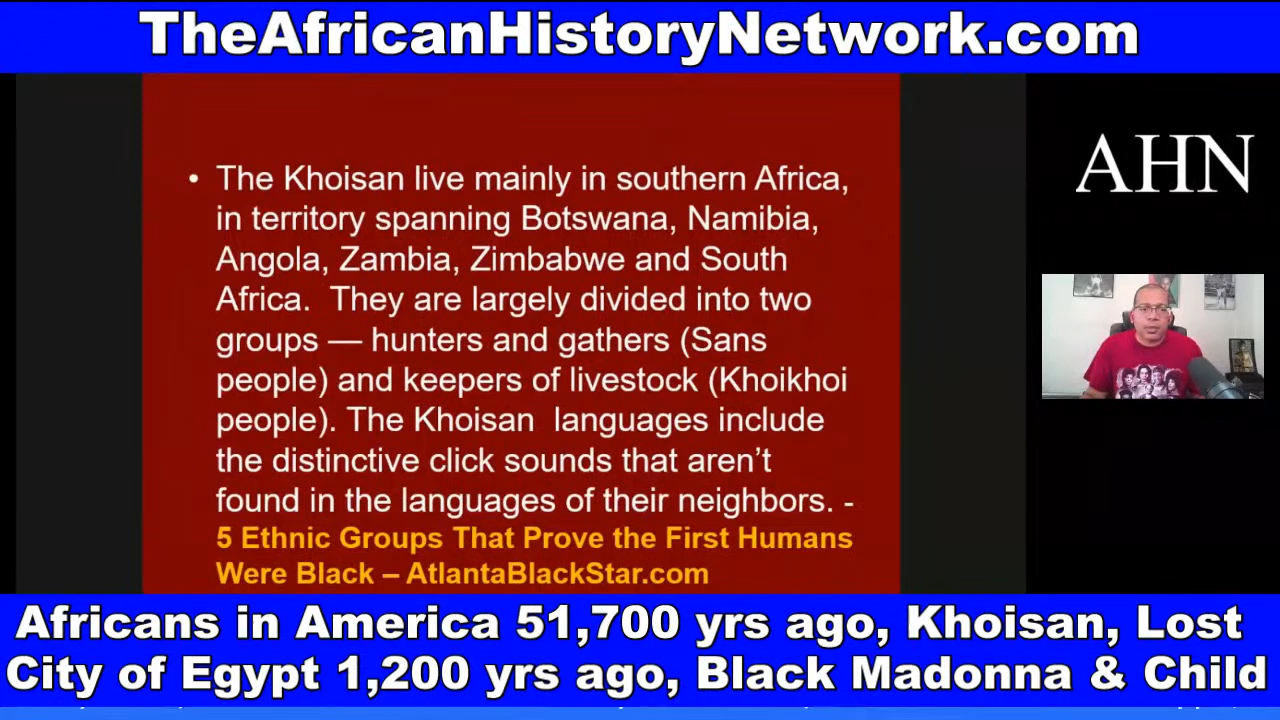 TheAfricanHistoryNetwork.com
AHN
• The Khoisan live mainly in southern Africa,
in territory spanning Botswana, Namibia,
Angola, Zambia, Zimbabwe and South
Africa.  They are largely divided into two
groups — hunters and gathers (Sans
people) and keepers of livestock (Khoikhoi
people). The Khoisan  languages include
the distinctive click sounds that aren’t
found in the languages of their neighbors. -
5 Ethnic Groups That Prove the First Humans
Were Black – AtlantaBlackStar.com
Africans in America 51,700 yrs ago, Khoisan, Lost
City of Egypt 1,200 yrs ago, Black Madonna & Child